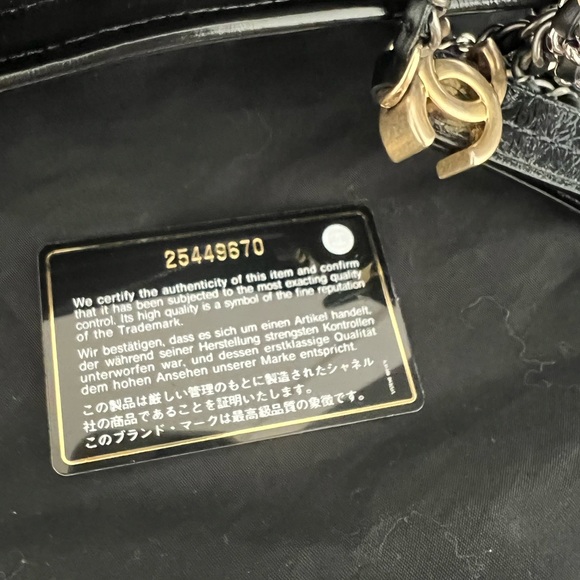 25449670
We certify the authenticity of this item and confirm
that it has been subjected to the most exacting quality
control. Its high quality is a symbol of the fine reputation
of the Trademark.
Wir bestätigen, dass es sich um einen Artikel handelt,
der während seiner Herstellung strengsten Kontrollen
unterworfen war, und dessen erstklassige Qualität
dem hohen Ansehen unserer Marke entspricht.
この製品は厳しい管理のもとに製造されたシャネル
社の商品であることを証明いたします。
このブランド・マークは最高級品質の象徴です。